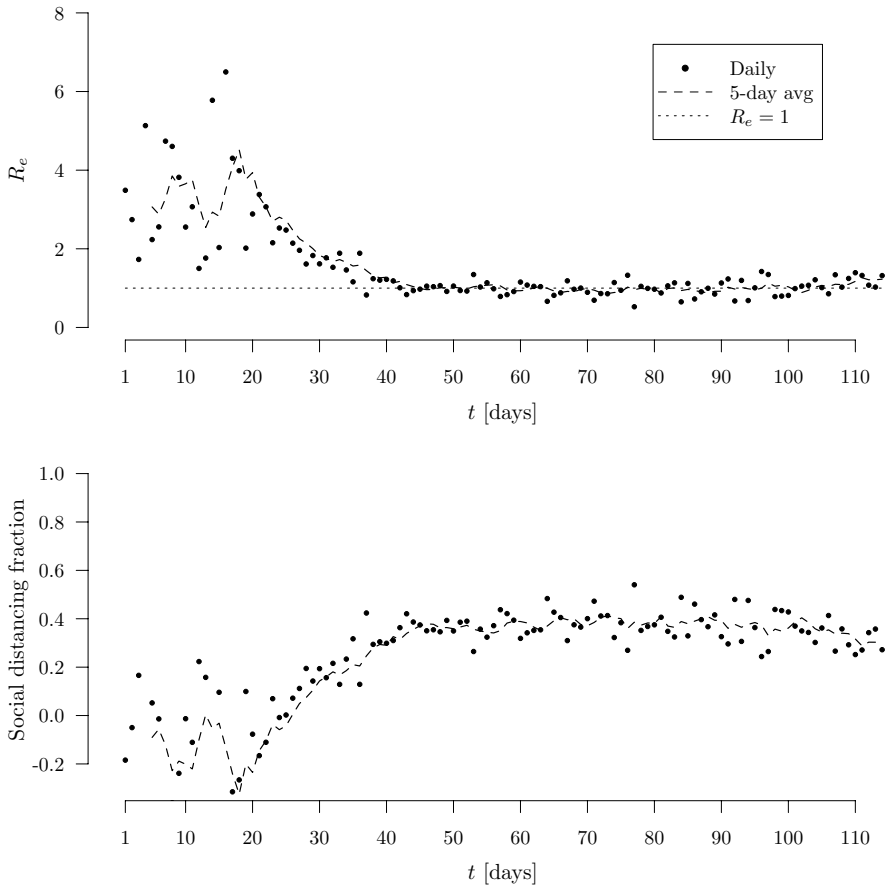 8
6
4
2
0
R_e
Daily
5-day avg
R_e = 1
1 10 20 30 40 50 60 70 80 90 100 110
t [days]
1.0
0.8
0.6
0.4
0.2
0.0
-0.2
Social distancing fraction
1 10 20 30 40 50 60 70 80 90 100 110
t [days]